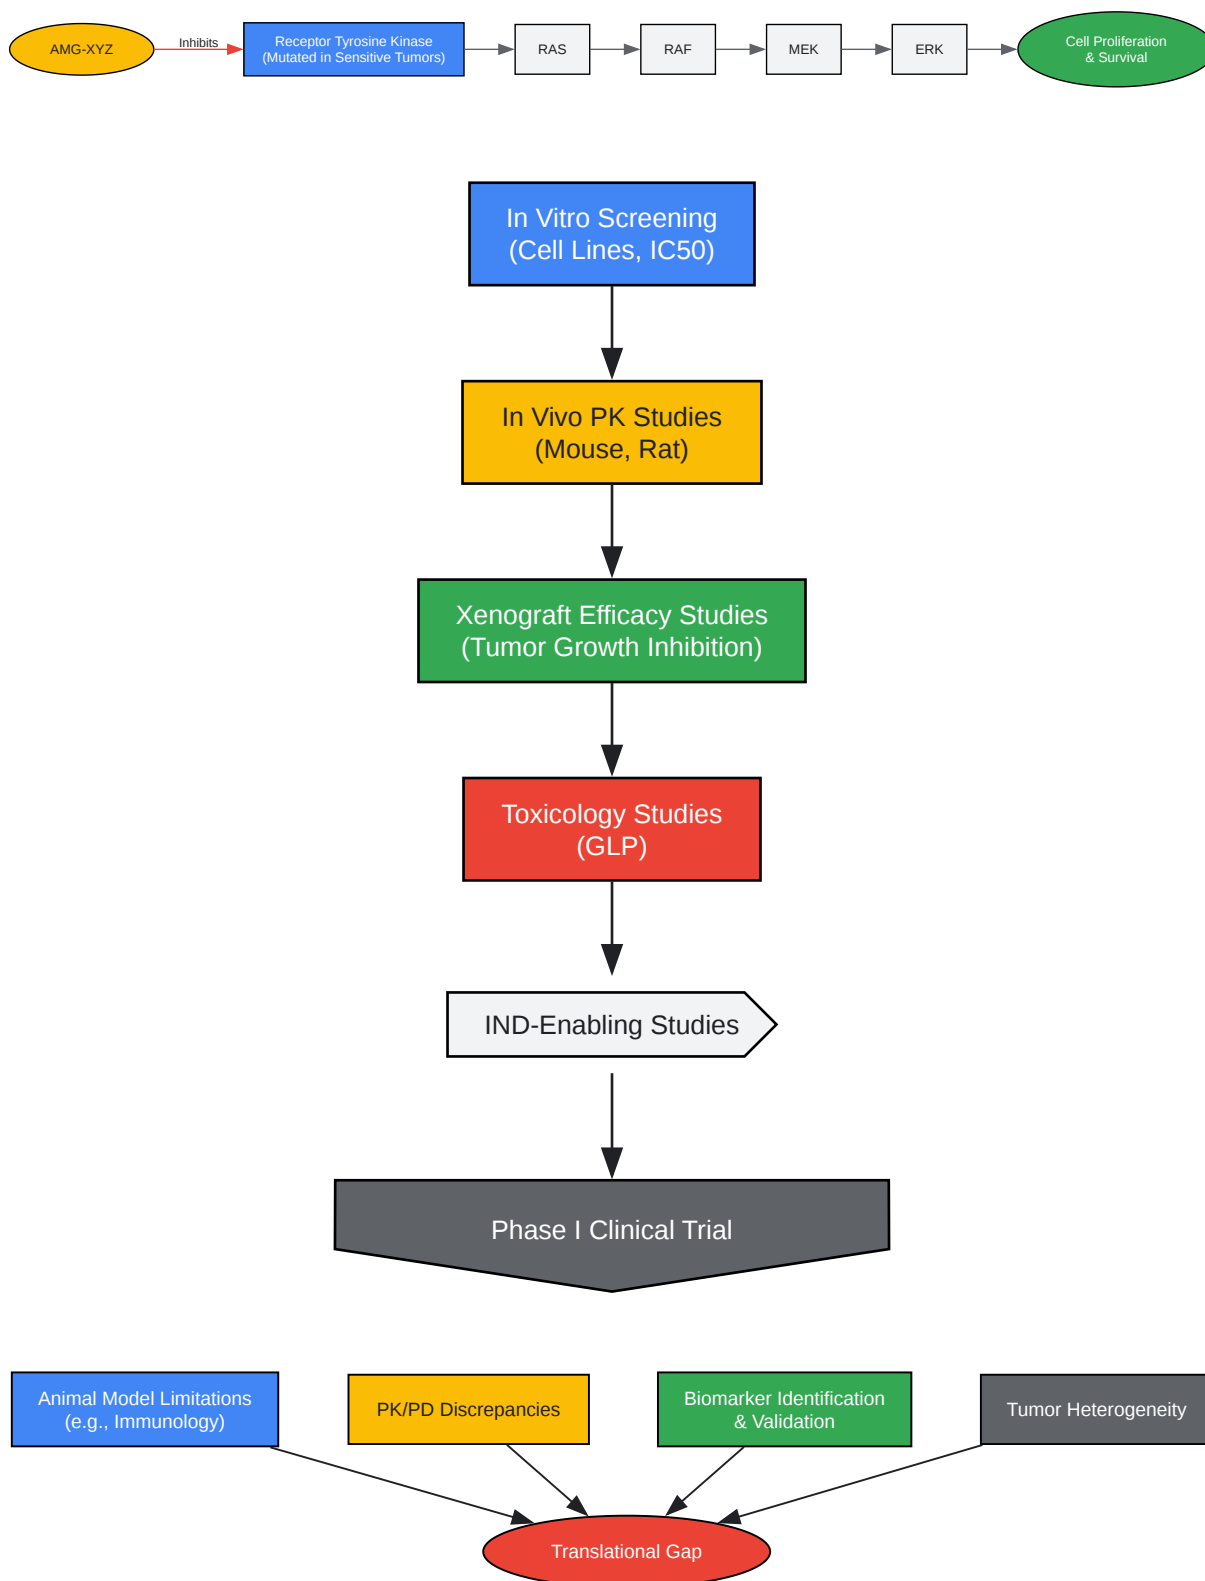 AMG-XYZ
Inhibits
Receptor Tyrosine Kinase
(Mutated in Sensitive Tumors)
RAS
RAF
MEK
ERK
Cell Proliferation
& Survival
In Vitro Screening
(Cell Lines, IC50)
In Vivo PK Studies
(Mouse, Rat)
Xenograft Efficacy Studies
(Tumor Growth Inhibition)
Toxicology Studies
(GLP)
IND-Enabling Studies
Phase I Clinical Trial
Animal Model Limitations
(e.g., Immunology)
PK/PD Discrepancies
Biomarker Identification
& Validation
Tumor Heterogeneity
Translational Gap